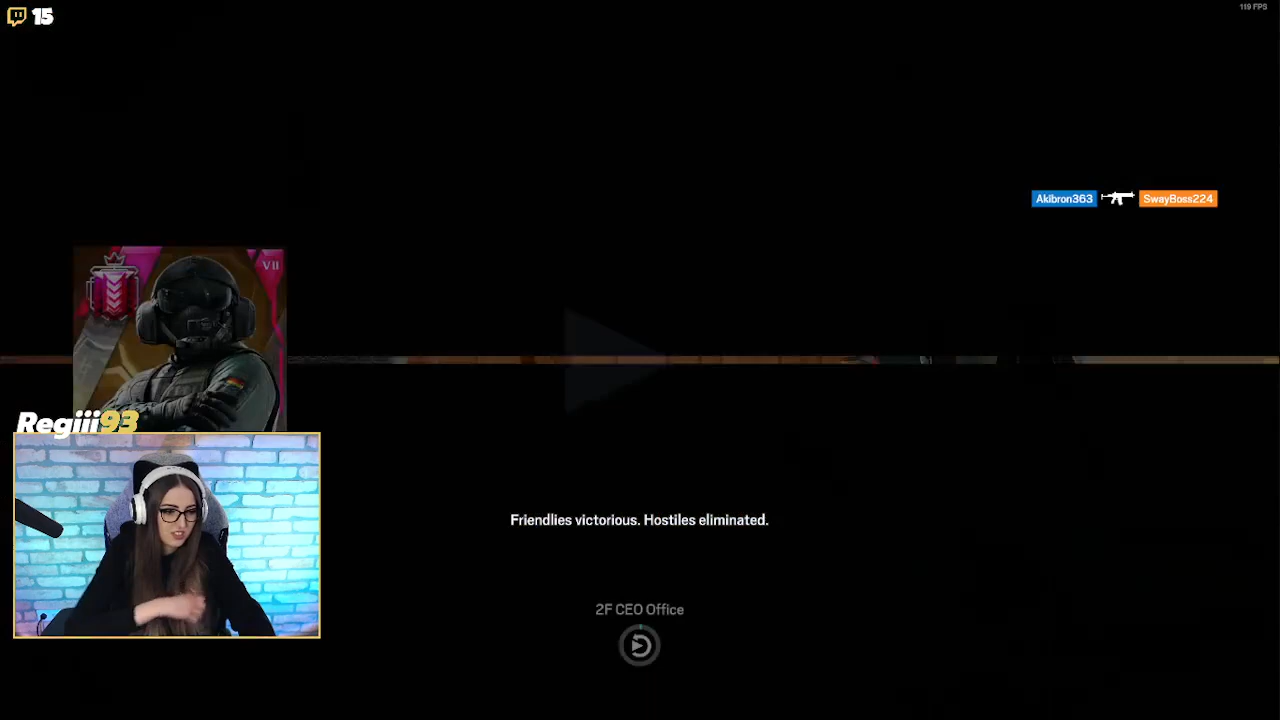 15
119 FPS
Akibron363 SwayBoss224
VII
Regiii93
Friendlies victorious. Hostiles eliminated.
2F CEO Office